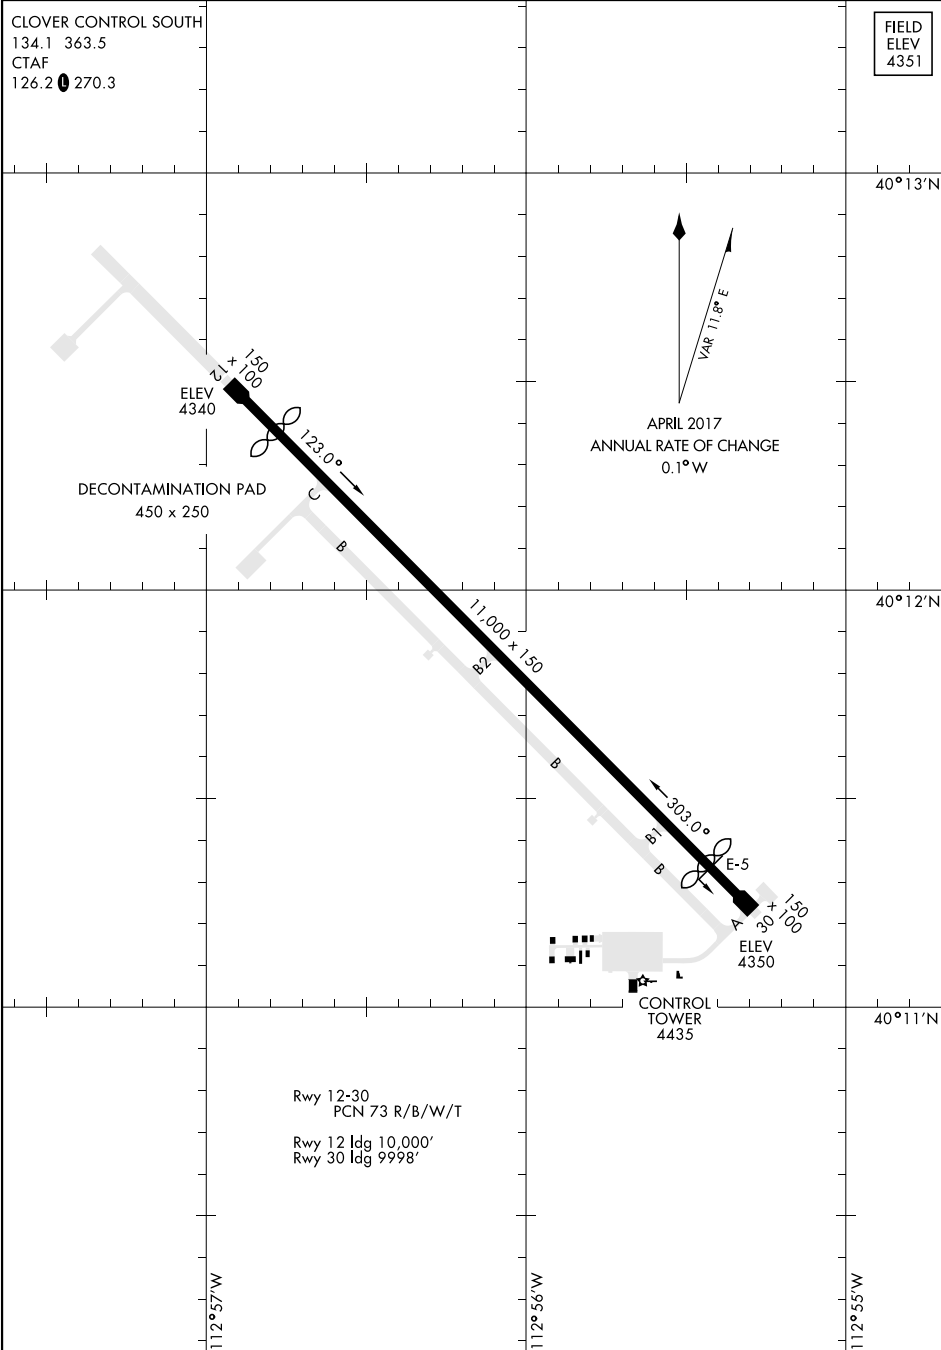 CLOVER CONTROL SOUTH
134.1 363.5
CTAF
126.2 L 270.3
FIELD
ELEV
4351
40°13'N
VAR 11.8° E
APRIL 2017
ANNUAL RATE OF CHANGE
0.1° W
12
150
x 100
ELEV
4340
123.0°
DECONTAMINATION PAD
450 x 250
C
B
40°12'N
11,000 x 150
B2
B
303.0°
B1
B
E-5
A
30
150
x 100
ELEV
4350
CONTROL
TOWER
4435
40°11'N
Rwy 12-30
PCN 73 R/B/W/T
Rwy 12 ldg 10,000'
Rwy 30 ldg 9998'
112°57'W
112°56'W
112°55'W